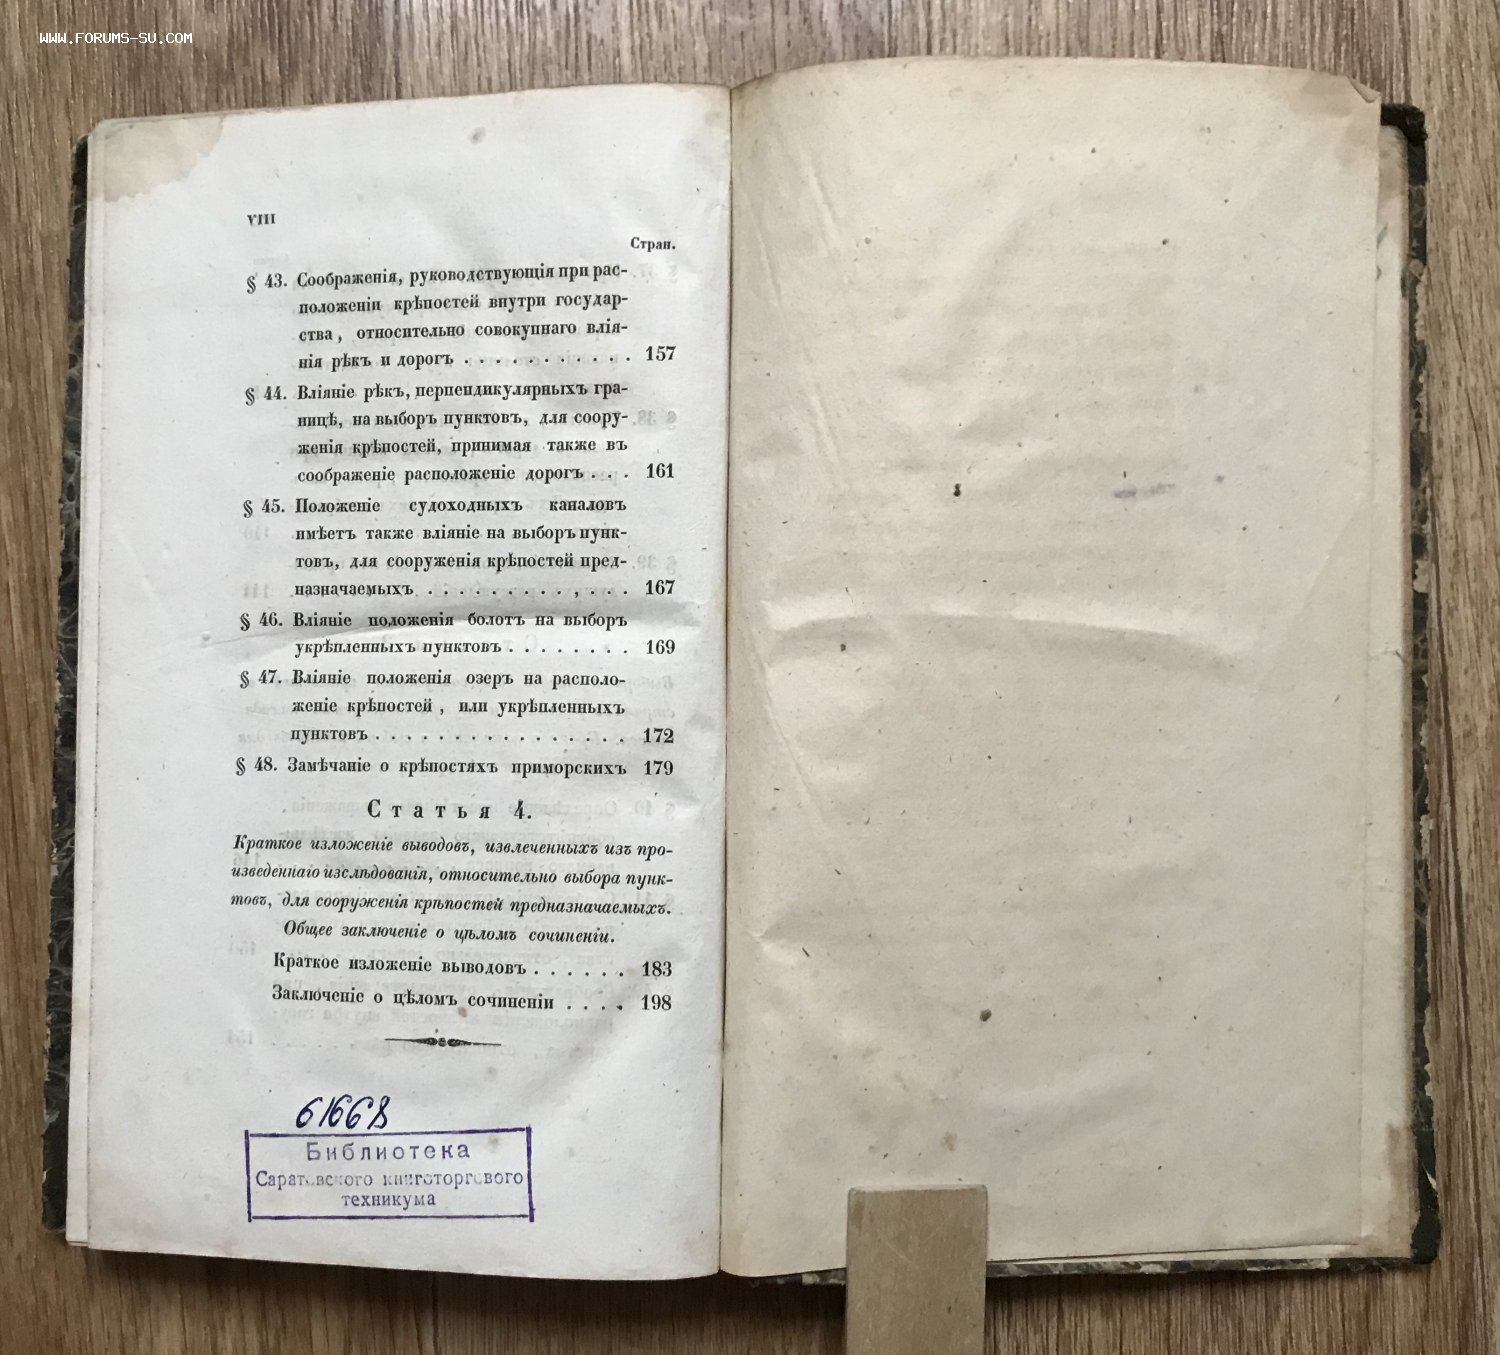 WWW.FORUMS-SU.COM
VIII
Стран.
§ 43. Соображенія, руководствующія при рас-
положеніи крѣпостей внутри государ-
ства, относительно совокупнаго влія-
нія рѣкъ и дорогъ . . . . . . . . . . . 157
§ 44. Вліяніе рѣкъ, перпендикулярныхъ гра-
ницѣ, на выборъ пунктовъ, для соору-
женія крѣпостей, принимая также въ
соображеніе расположеніе дорогъ . . . 161
§ 45. Положеніе судоходныхъ каналовъ
имѣетъ также вліяніе на выборъ пунк-
товъ, для сооруженія крѣпостей пред-
назначаемыхъ . . . . . . . . . , . . . 167
§ 46. Вліяніе положенія болотъ на выборъ
укрѣпленныхъ пунктовъ . . . . . . . . 169
§ 47. Вліяніе положенія озеръ на располо-
женіе крѣпостей, или укрѣпленныхъ
пунктовъ . . . . . . . . . . . . . . . . 172
§ 48. Замѣчаніе о крѣпостяхъ приморскихъ 179
Статья 4.
Краткое изложеніе выводовъ, извлеченныхъ изъ про-
изведеннаго изслѣдованія, относительно выбора пунк-
товъ, для сооруженія крѣпостей предназначаемыхъ.
Общее заключеніе о цѣломъ сочиненіи.
Краткое изложеніе выводовъ . . . . . . 183
Заключеніе о цѣломъ сочиненіи . . . . 198
61668
Библиотека
Саратовского книготоргового
техникума